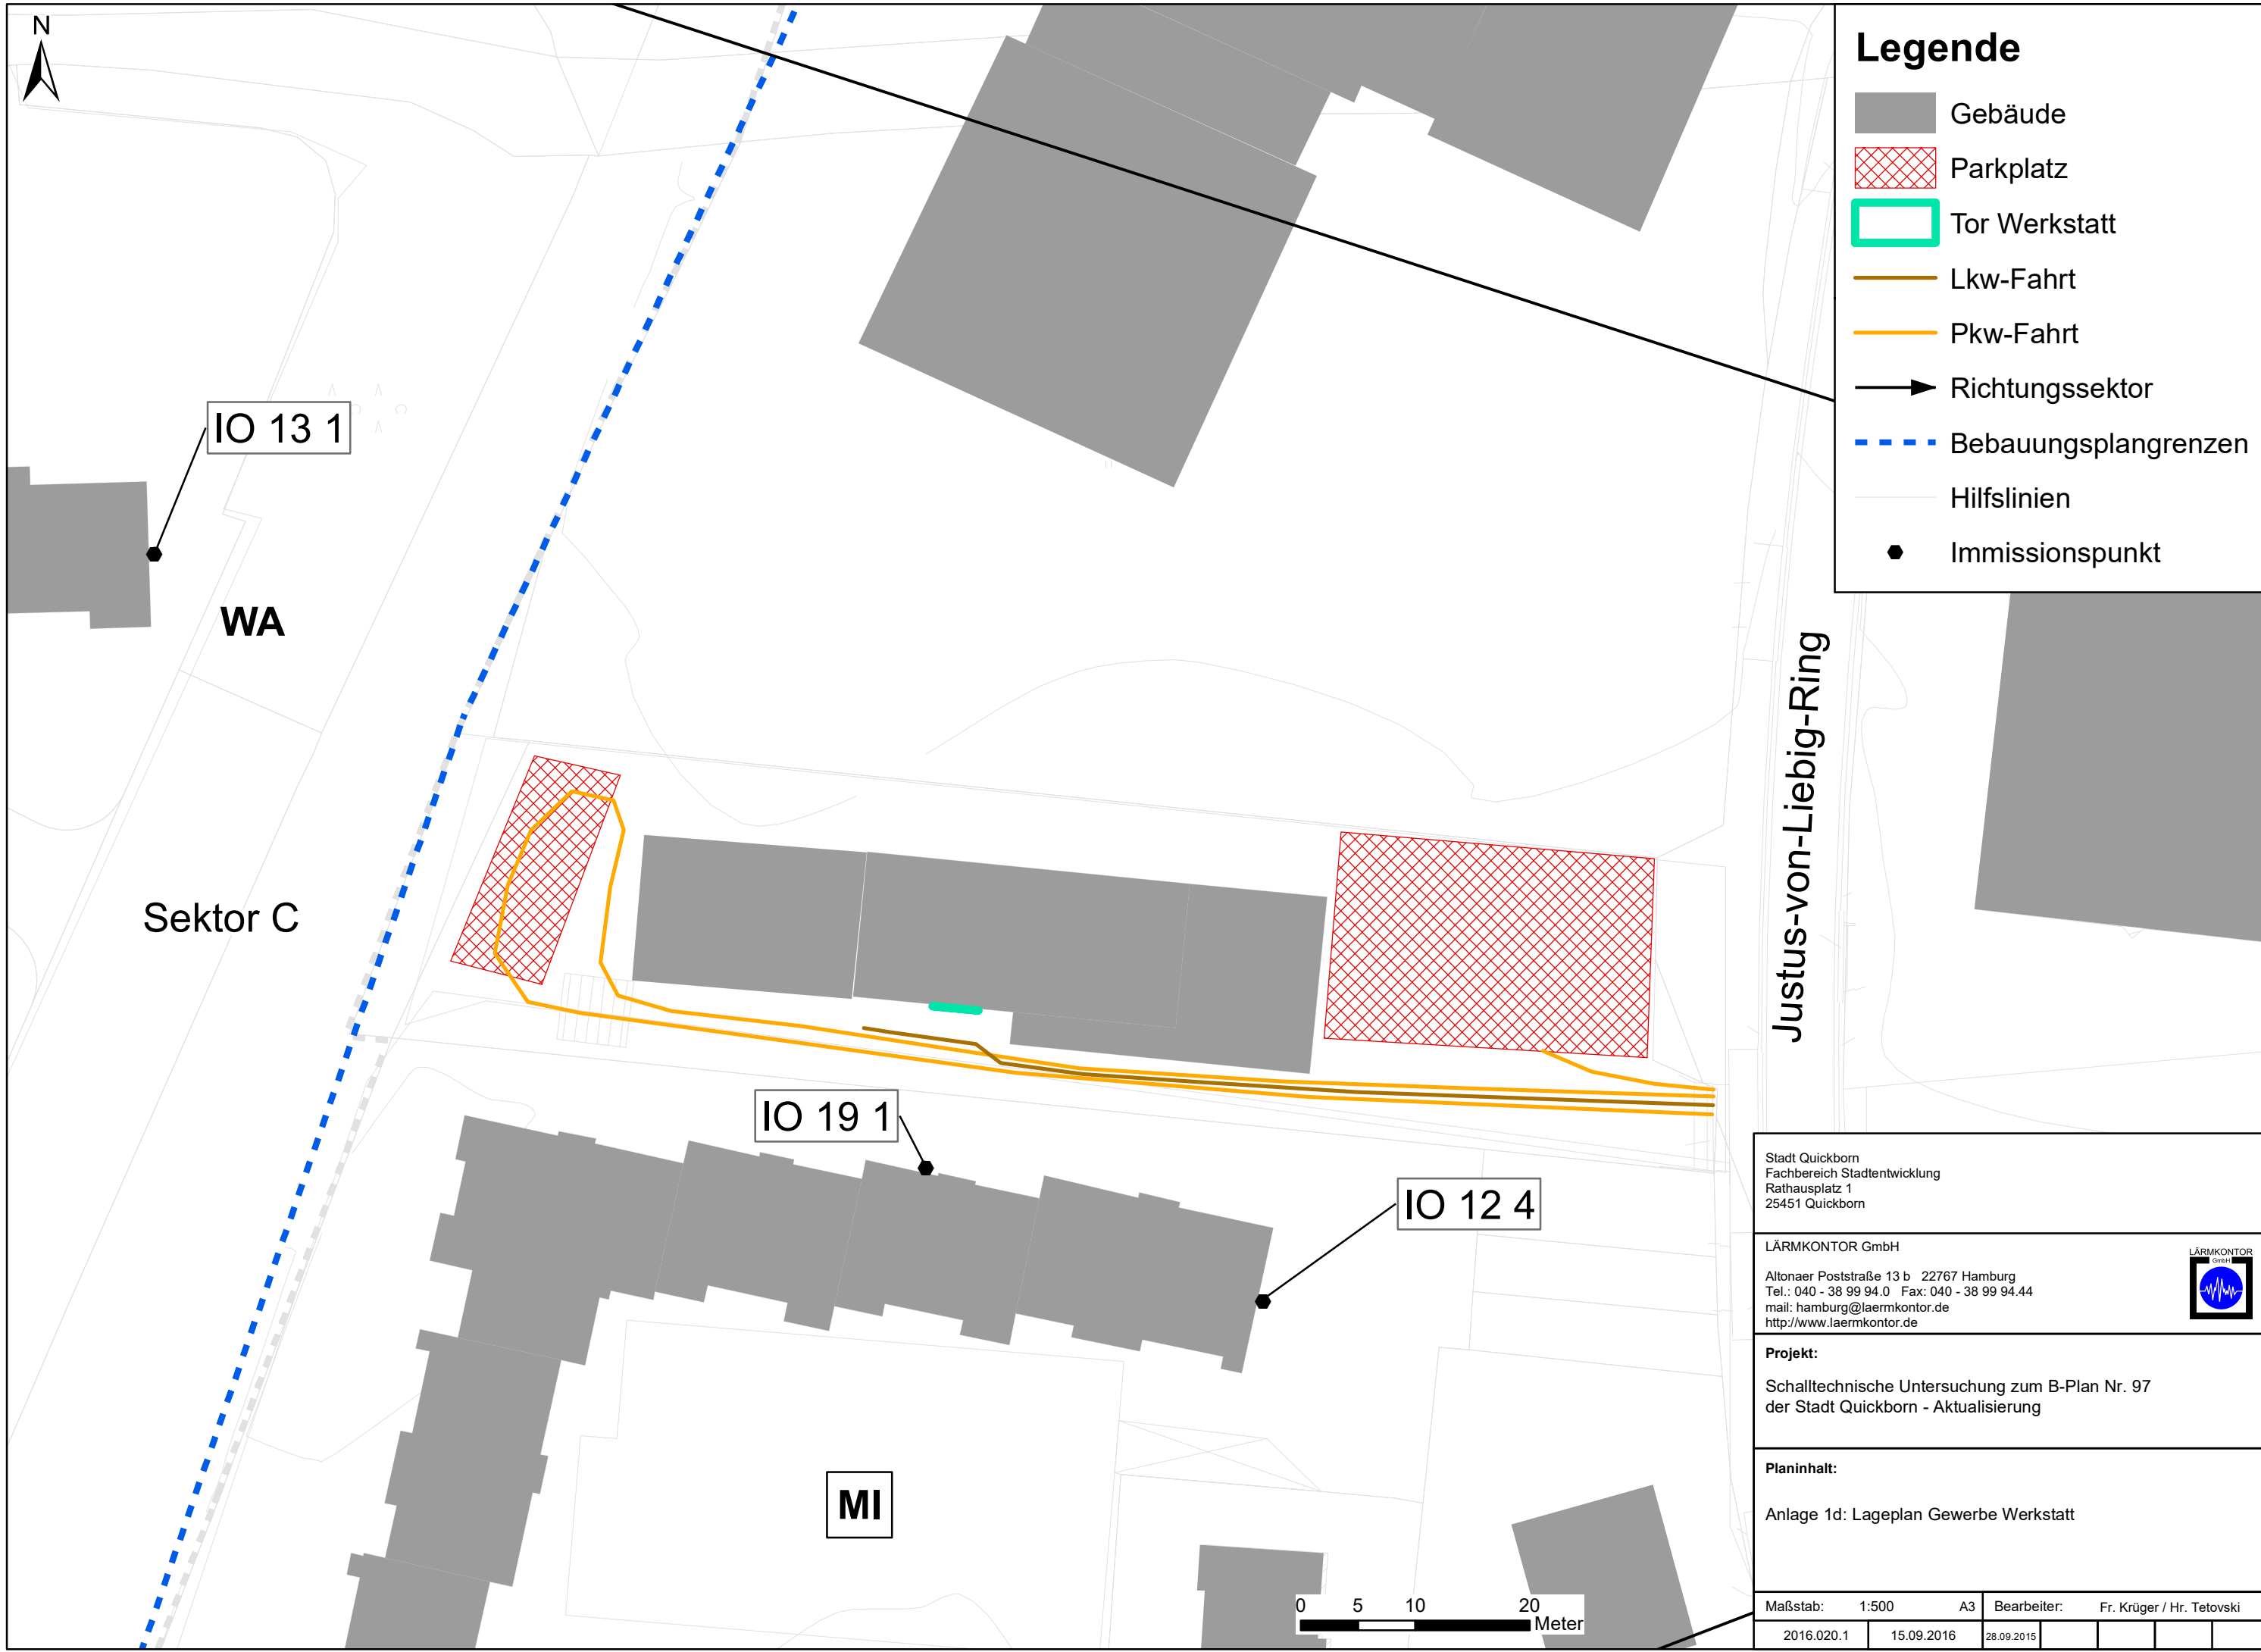 N
Legende
Gebäude
Parkplatz
Tor Werkstatt
Lkw-Fahrt
Pkw-Fahrt
Richtungssektor
Bebauungsplangrenzen
Hilfslinien
Immissionspunkt
IO 13 1
WA
Sektor C
Justus-von-Liebig-Ring
IO 19 1
IO 12 4
MI
0 5 10 20
Meter
Stadt Quickborn
Fachbereich Stadtentwicklung
Rathausplatz 1
25451 Quickborn
LÄRMKONTOR GmbH
Altonaer Poststraße 13 b 22767 Hamburg
Tel.: 040 - 38 99 94.0 Fax: 040 - 38 99 94.44
mail: hamburg@laermkontor.de
http://www.laermkontor.de
LÄRMKONTOR
GmbH
Projekt:
Schalltechnische Untersuchung zum B-Plan Nr. 97
der Stadt Quickborn - Aktualisierung
Planinhalt:
Anlage 1d: Lageplan Gewerbe Werkstatt
Maßstab: 1:500 A3 Bearbeiter: Fr. Krüger / Hr. Tetovski
2016.020.1 15.09.2016 28.09.2015